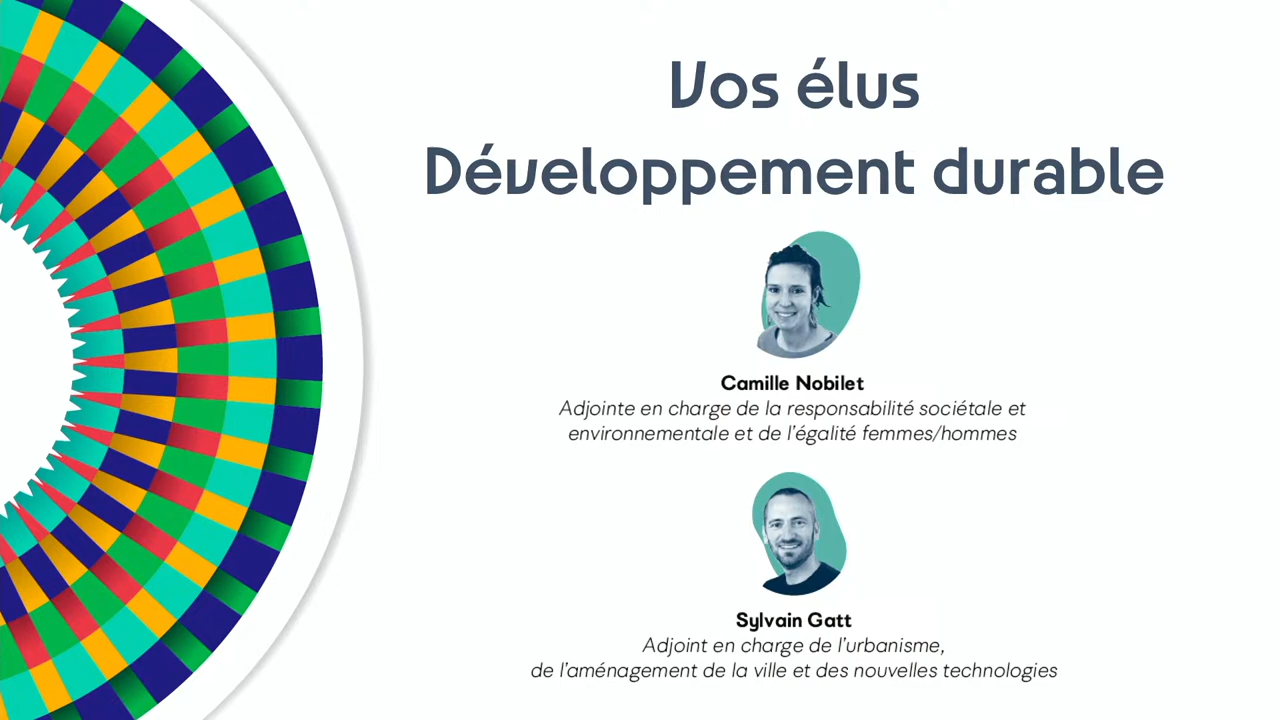 Vos élus
Développement durable
Camille Nobilet
Adjointe en charge de la responsabilité sociétale et
environnementale et de l'égalité femmes/hommes
Sylvain Gatt
Adjoint en charge de l'urbanisme,
de l'aménagement de la ville et des nouvelles technologies